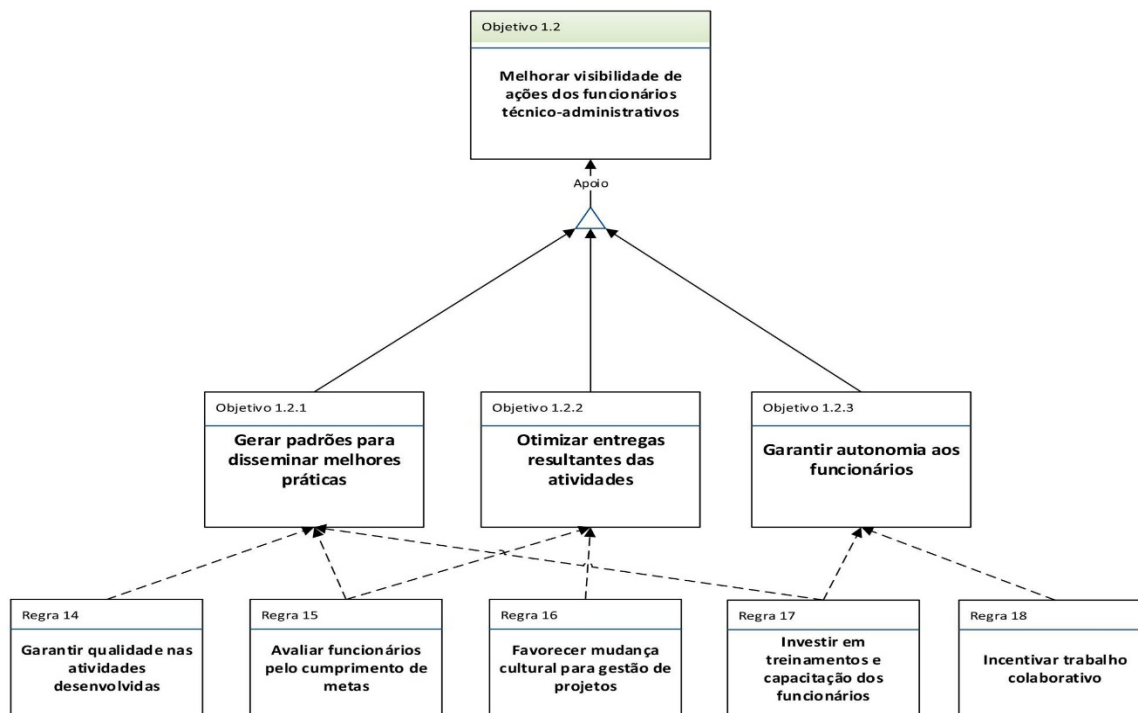 Objetivo 1.2
Melhorar visibilidade de
ações dos funcionários
técnico-administrativos
Apoio
Objetivo 1.2.1
Gerar padrões para
disseminar melhores
práticas
Objetivo 1.2.2
Otimizar entregas
resultantes das
atividades
Objetivo 1.2.3
Garantir autonomia aos
funcionários
Regra 14
Garantir qualidade nas
atividades
desenvolvidas
Regra 15
Avaliar funcionários
pelo cumprimento de
metas
Regra 16
Favorecer mudança
cultural para gestão de
projetos
Regra 17
Investir em
treinamentos e
capacitação dos
funcionários
Regra 18
Incentivar trabalho
colaborativo